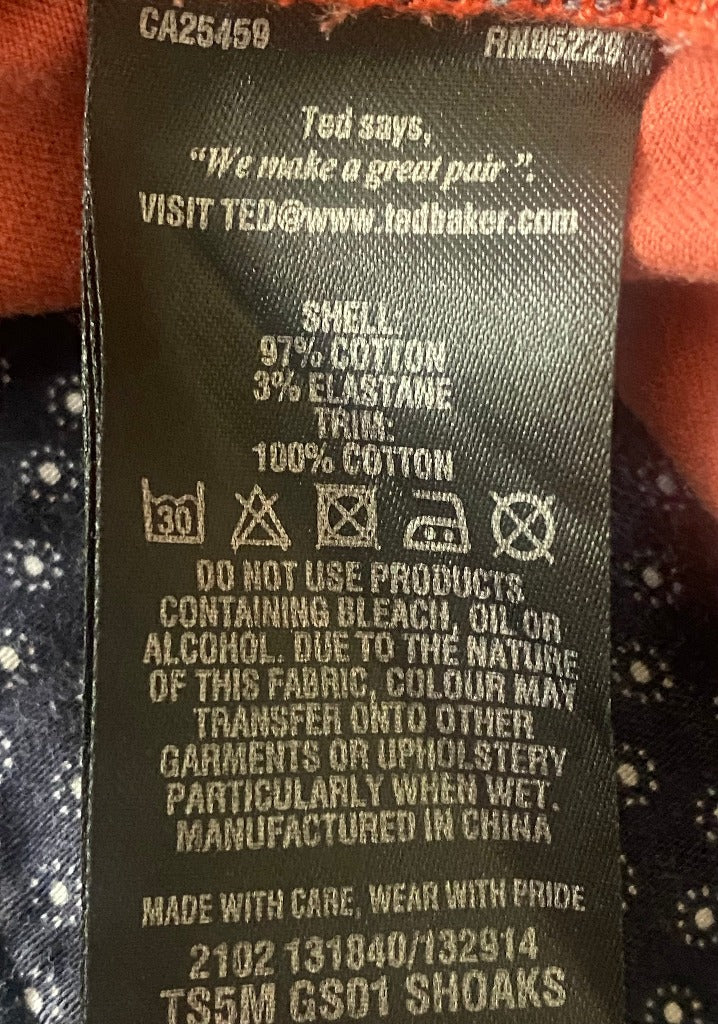 CA25459 RN95229
Ted says,
“We make a great pair”.
VISIT TED@www.tedbaker.com
SHELL:
97% COTTON
3% ELASTANE
TRIM:
100% COTTON
30
DO NOT USE PRODUCTS
CONTAINING BLEACH, OIL OR
ALCOHOL. DUE TO THE NATURE
OF THIS FABRIC, COLOUR MAY
TRANSFER ONTO OTHER
GARMENTS OR UPHOLSTERY
PARTICULARLY WHEN WET.
MANUFACTURED IN CHINA
MADE WITH CARE, WEAR WITH PRIDE
2102 131840/132914
TS5M GS01 SHOAKS